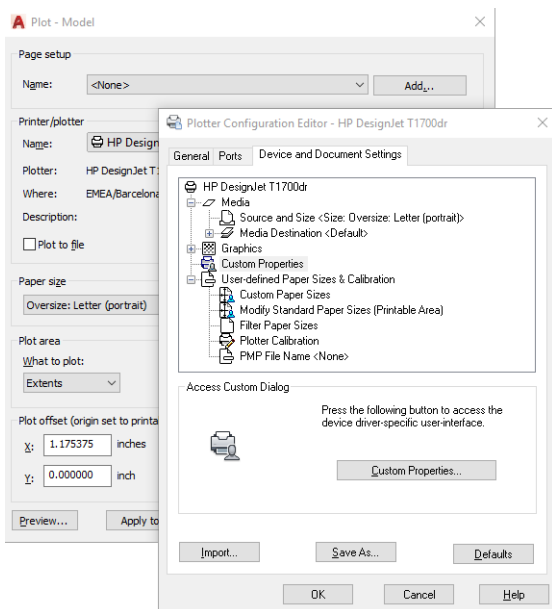 Plot - Model
Page setup
Name:
<None>
Add...
Printer/plotter
Name:
HP Design
Plotter:
HP DesignJet T
Where:
EMEA/Barcelona
Description:
Plot to file
Paper size
Oversize: Letter (portrait)
Plot area
What to plot:
Extents
Plot offset (origin set to printa
X:
1.175375
inches
Y:
0.000000
inch
Preview...
Apply to
Plotter Configuration Editor - HP DesignJet T1700dr
General
Ports
Device and Document Settings
HP DesignJet T1700dr
Media
Source and Size <Size: Oversize: Letter (portrait)>
Media Destination <Default>
Graphics
Custom Properties
User-defined Paper Sizes & Calibration
Custom Paper Sizes
Modify Standard Paper Sizes (Printable Area)
Filter Paper Sizes
Plotter Calibration
PMP File Name <None>
Access Custom Dialog
Press the following button to access the
device driver-specific user-interface.
Custom Properties...
Import...
Save As...
Defaults
OK
Cancel
Help